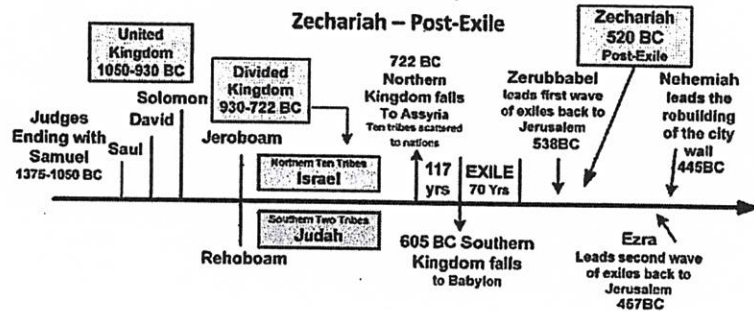 Zechariah – Post-Exile
United
Kingdom
1050-930 BC
Divided
Kingdom
930-722 BC
722 BC
Northern
Kingdom falls
To Assyria
Ten tribes scattered
to nations
Zerubbabel
leads first wave
of exiles back to
Jerusalem
538BC
Zechariah
520 BC
Post-Exile
Nehemiah
leads the
robuilding
of the city
wall
445BC
Judges
Ending with
Samuel
1375-1050 BC
Saul
David
Solomon
Jeroboam
Northern Ten Tribes
Israel
117
yrs
EXILE
70 Yrs
Southern Two Tribes
Judah
Rehoboam
605 BC Southern
Kingdom falls
to Babylon
Ezra
Leads second wave
of exiles back to
Jerusalem
457BC